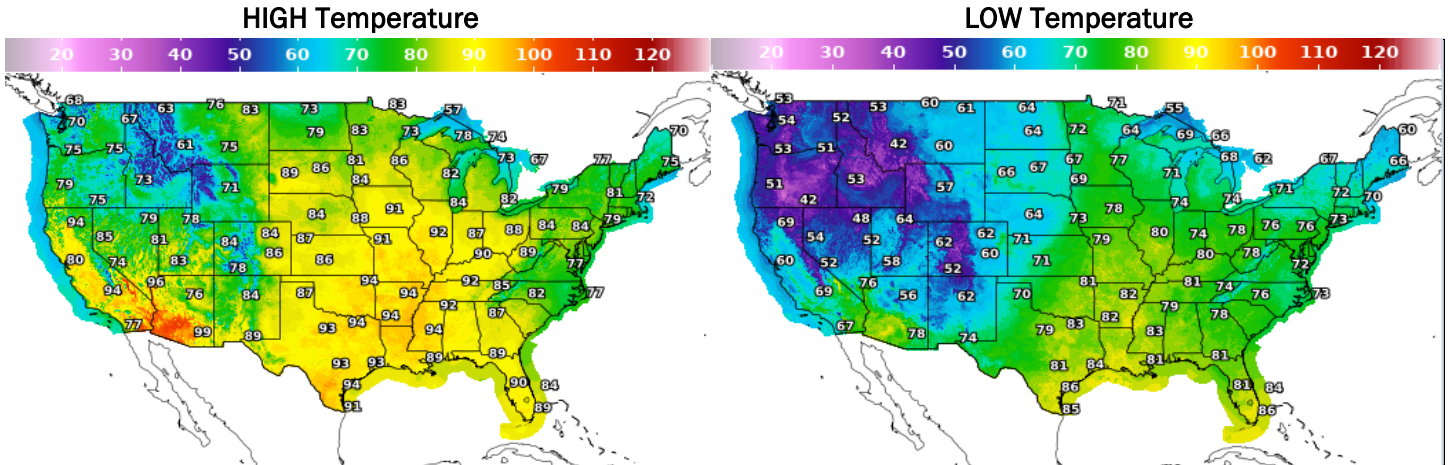 HIGH Temperature
LOW Temperature
20 30 40 50 60 70 80 90 100 110 120
20 30 40 50 60 70 80 90 100 110 120
68 63 76 83 73 83 57
70 67 79 83 73 78 74 70
75 75 61 75 81 86 73 67 77 75
79 73 71 89 86 84 82 79 81
75 84 82 72
94 79 78 84 88 91 79
85 81 84 84 87 91 92 87 88 84 84
80 74 83 78 86 86 90 89 77
94 96 76 84 87 94 94 92 85 82 77
77 99 89 93 94 94 92 87
94
93 93 89 89
94 90 84
91 89
53 52 53 60 61 64 71 55
54 51 42 60 64 72 64 69 66 60
53 53 57 66 67 67 77 68 62 67 66
51 69 71 71 72
42 74 74 70
69 48 64 64 73 78 73
54 52 62 62 71 79 80 74 78 76 76
60 52 58 52 60 71 80 78 72
69 76 56 62 70 81 82 81 74 76 73
67 78 74 79 83 82 79 78
83
81 84 81 81
86 81 84
85 86